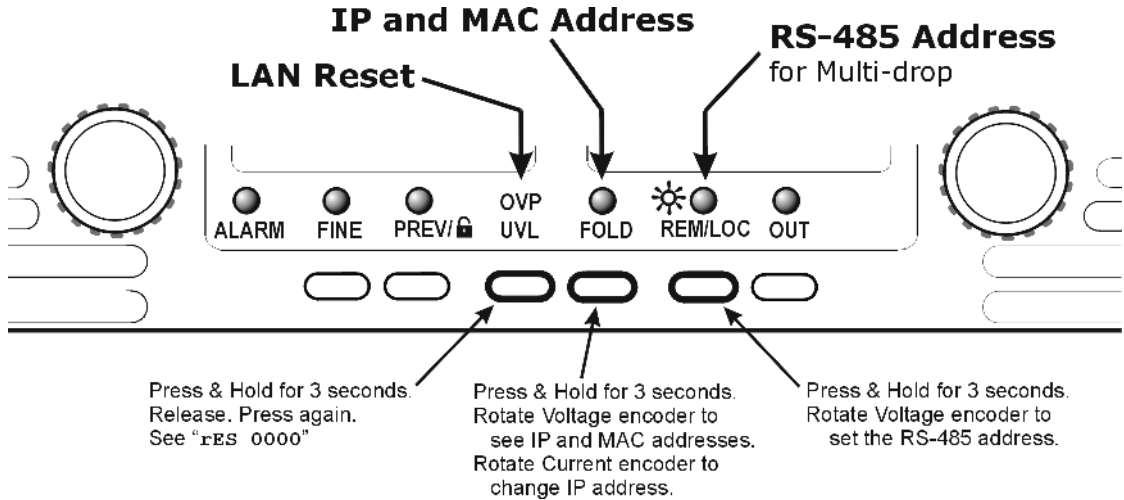 IP and MAC Address
RS-485 Address
for Multi-drop
LAN Reset
OVP
ALARM FINE PREV/ UVL FOLD REM/LOC OUT
Press & Hold for 3 seconds.
Release. Press again.
See “rES 0000”
Press & Hold for 3 seconds.
Rotate Voltage encoder to
see IP and MAC addresses.
Rotate Current encoder to
change IP address.
Press & Hold for 3 seconds.
Rotate Voltage encoder to
set the RS-485 address.